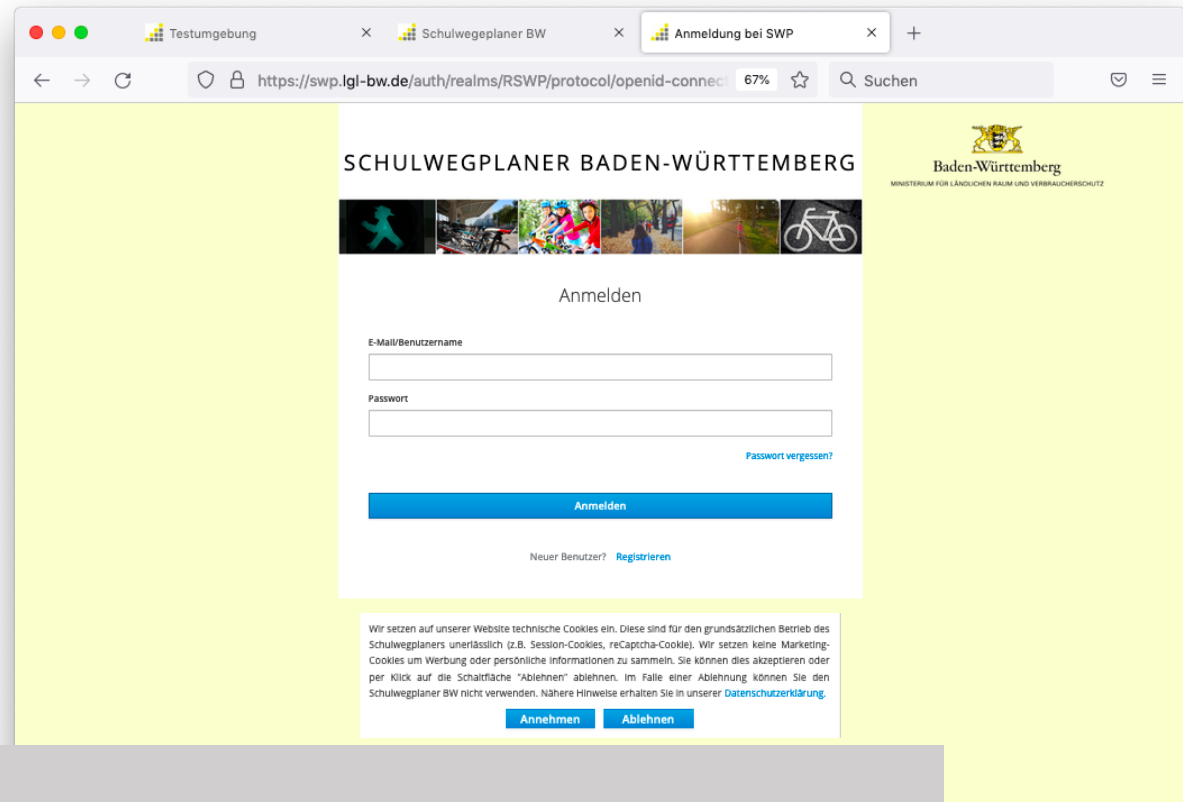 Testumgebung
Schulwegeplaner BW
Anmeldung bei SWP
https://swp.lgl-bw.de/auth/realms/RSWP/protocol/openid-connect
67%
Suchen
SCHULWEGPLANER BADEN-WÜRTTEMBERG
Baden-Württemberg
MINISTERIUM FÜR LÄNDLICHEN RAUM UND VERBRAUCHERSCHUTZ
Anmelden
E-Mail/Benutzername
Passwort
Passwort vergessen?
Anmelden
Neuer Benutzer? Registrieren
Wir setzen auf unserer Website technische Cookies ein. Diese sind für den grundsätzlichen Betrieb des
Schulwegplaners unerlässlich (z.B. Session-Cookies, reCaptcha-Cookie). Wir setzen keine Marketing-
Cookies um Werbung oder persönliche Informationen zu sammeln. Sie können dies akzeptieren oder
per Klick auf die Schaltfläche "Ablehnen" ablehnen. Im Falle einer Ablehnung können Sie den
Schulwegplaner BW nicht verwenden. Nähere Hinweise erhalten Sie in unserer Datenschutzerklärung.
Annehmen Ablehnen